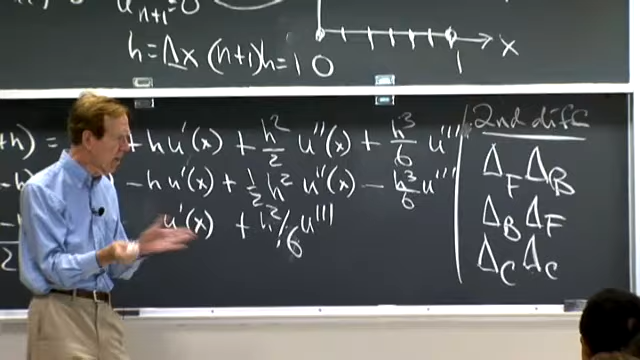 u_{n+1} = 0
h = Δx (n+1)h = 1 0
x
1
+h) = + hu'(x) + h²/2 u''(x) + h³/6 u'''
-h - hu'(x) + 1/2 h² u''(x) - h³/6 u'''
u'(x) + h²/6 u'''
2
2nd diff
Δ_F Δ_B
Δ_B Δ_F
Δ_C Δ_C